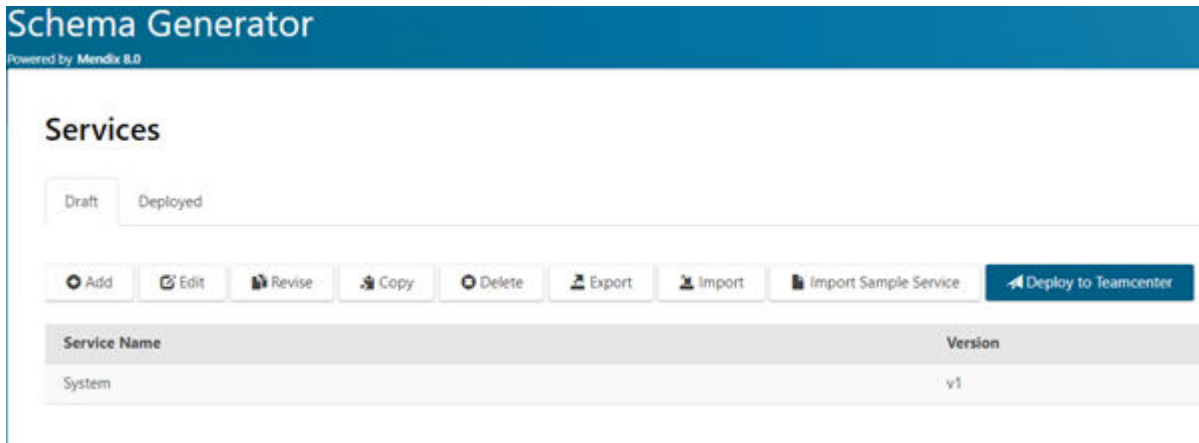 Schema Generator
Powered by Mendix 8.0
Services
Draft Deployed
Add Edit Revise Copy Delete Export Import Import Sample Service Deploy to Teamcenter
Service Name Version
System v1